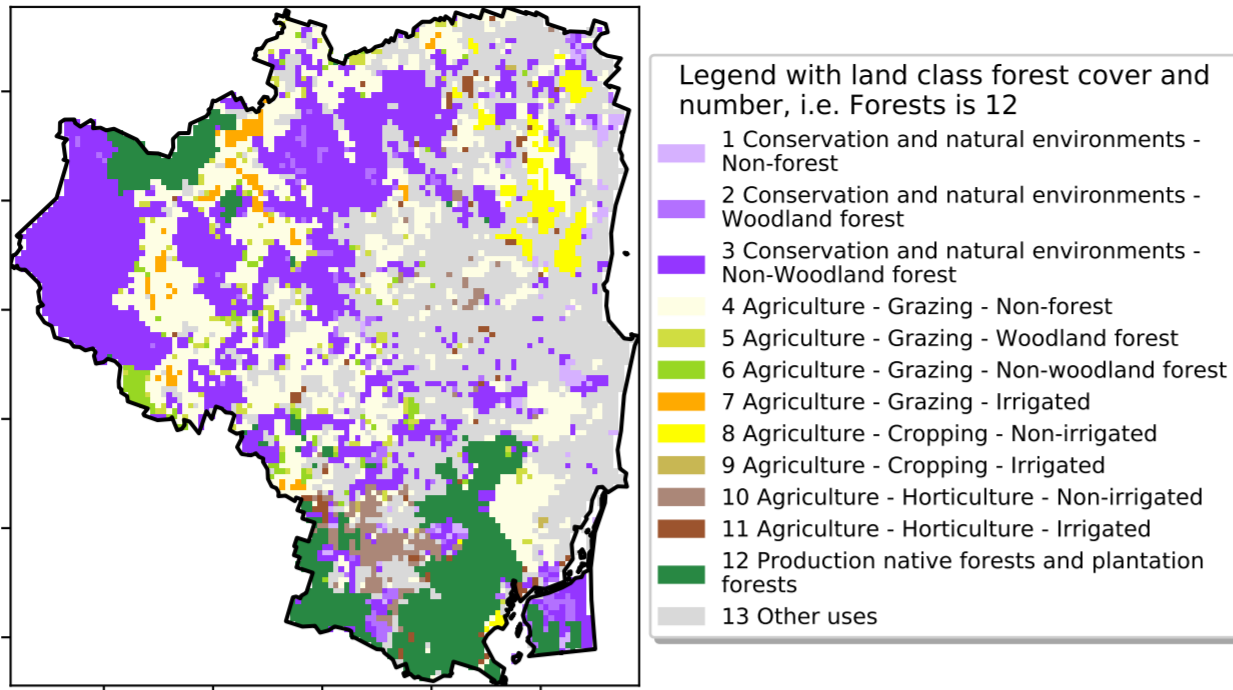 Legend with land class forest cover and
number, i.e. Forests is 12
1 Conservation and natural environments -
Non-forest
2 Conservation and natural environments -
Woodland forest
3 Conservation and natural environments -
Non-Woodland forest
4 Agriculture - Grazing - Non-forest
5 Agriculture - Grazing - Woodland forest
6 Agriculture - Grazing - Non-woodland forest
7 Agriculture - Grazing - Irrigated
8 Agriculture - Cropping - Non-irrigated
9 Agriculture - Cropping - Irrigated
10 Agriculture - Horticulture - Non-irrigated
11 Agriculture - Horticulture - Irrigated
12 Production native forests and plantation
forests
13 Other uses